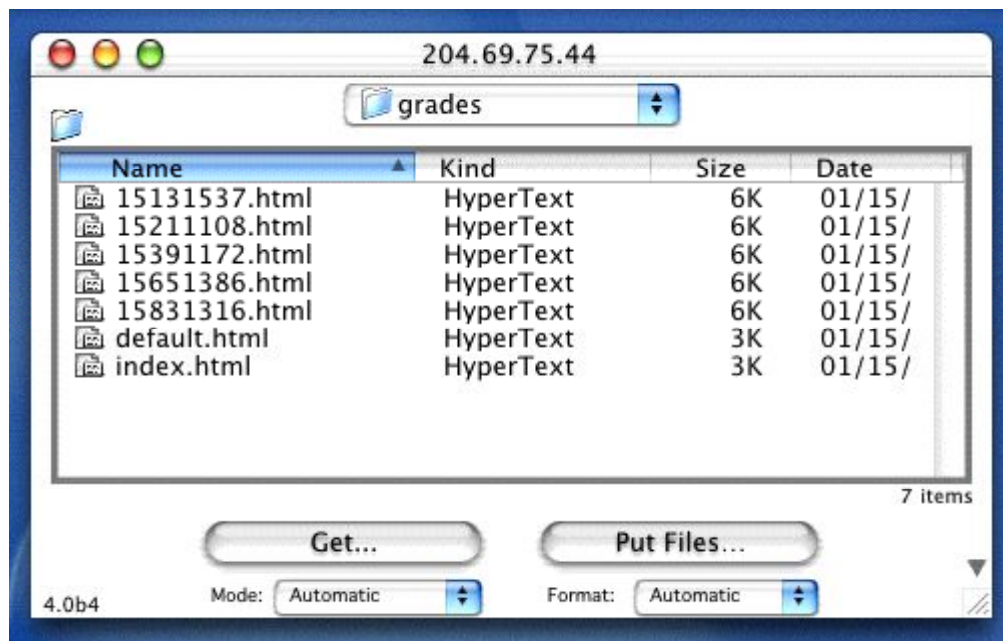 204.69.75.44
grades
Name Kind Size Date
15131537.html HyperText 6K 01/15/
15211108.html HyperText 6K 01/15/
15391172.html HyperText 6K 01/15/
15651386.html HyperText 6K 01/15/
15831316.html HyperText 6K 01/15/
default.html HyperText 3K 01/15/
index.html HyperText 3K 01/15/
7 items
Get... Put Files...
4.0b4 Mode: Automatic Format: Automatic